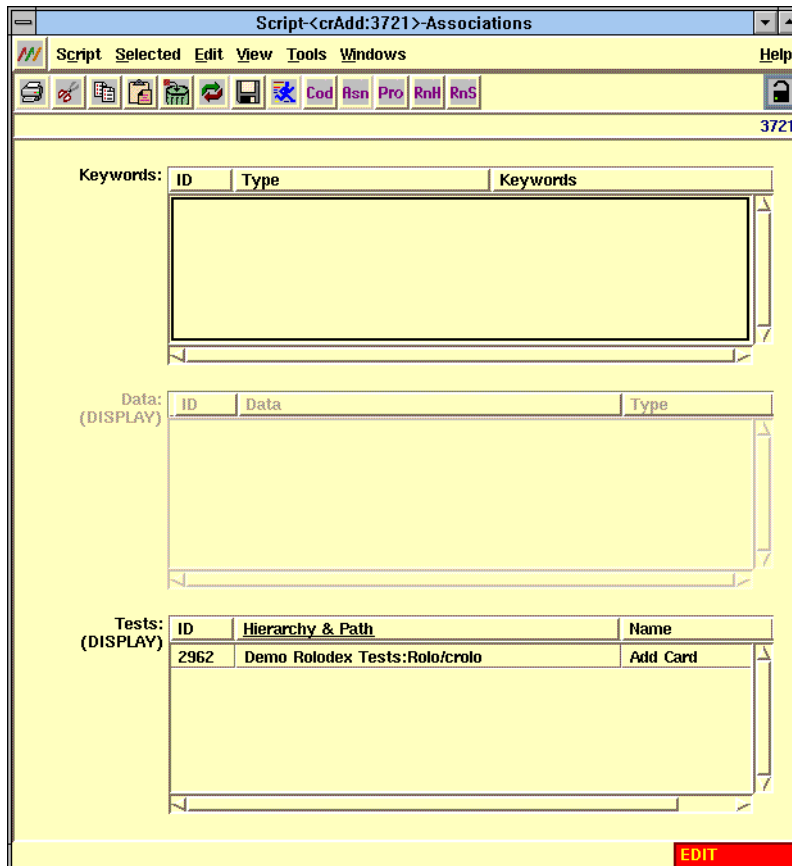 Script-<crAdd:3721>-Associations
Script Selected Edit View Tools Windows Help
Cod Asn Pro RnH RnS
3721
Keywords: ID Type Keywords
Data: ID Data Type
(DISPLAY)
Tests: ID Hierarchy & Path Name
(DISPLAY)
2962 Demo Rolodex Tests:Rolo/crolo Add Card
EDIT